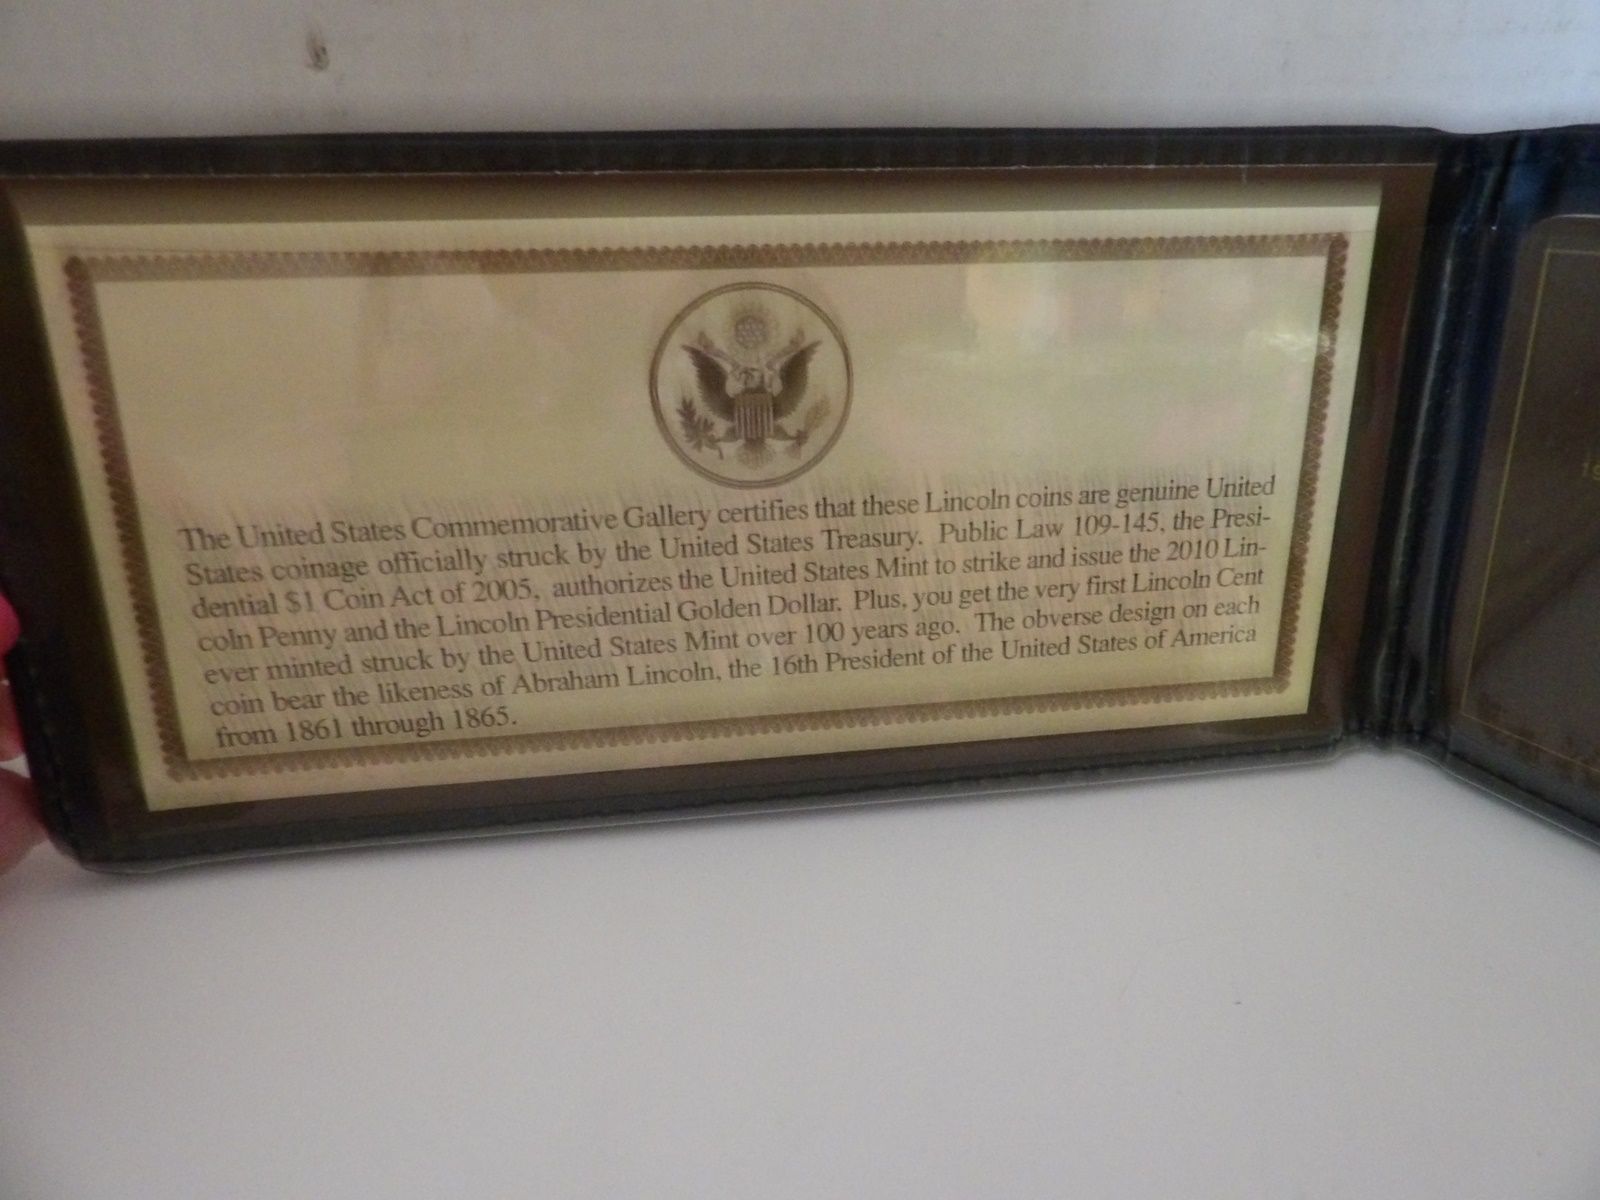 The United States Commemorative Gallery certifies that these Lincoln coins are genuine United
States coinage officially struck by the United States Treasury. Public Law 109-145, the Presi-
dential $1 Coin Act of 2005, authorizes the United States Mint to strike and issue the 2010 Lin-
coln Penny and the Lincoln Presidential Golden Dollar. Plus, you get the very first Lincoln Cent
ever minted struck by the United States Mint over 100 years ago. The obverse design on each
coin bear the likeness of Abraham Lincoln, the 16th President of the United States of America
from 1861 through 1865.